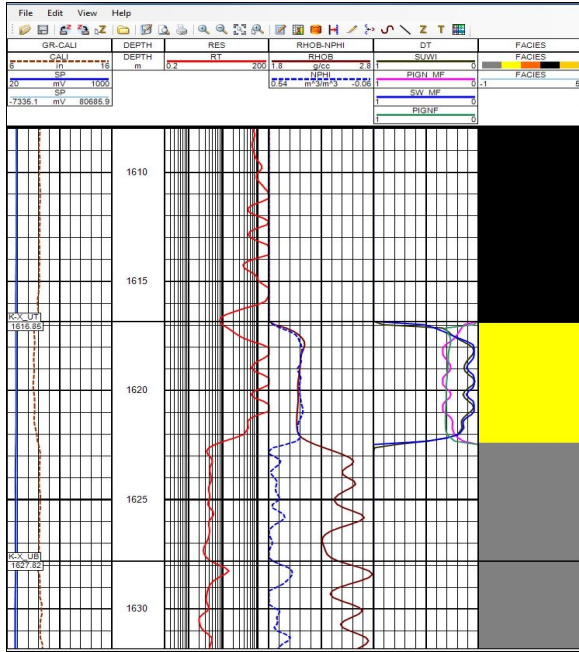 File Edit View Help
GR-CALI DEPTH RES RHOB-NPHI DT FACIES
CALI DEPTH RT RHOB SUWI FACIES
6 in 16 m 0.2 200 1.8 g/cc 2.8 1 0
SP NPHI PIGN_MF FACIES
20 mV 1000 0.54 m^3/m^3 -0.06 1 0 -1 5
SP SW_MF
-7336.1 mV 80685.9 1 0
PIGNF
1 0
1610
1615
K-X_UT
1616.85
1620
1625
K-X_UB
1627.82
1630